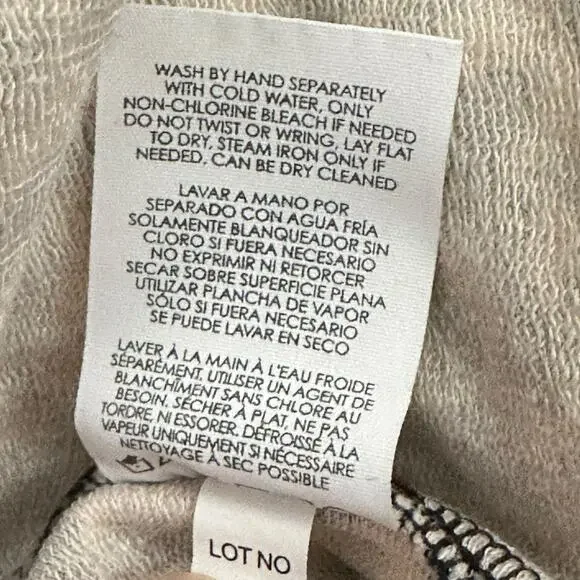 WASH BY HAND SEPARATELY
WITH COLD WATER, ONLY
NON-CHLORINE BLEACH IF NEEDED
DO NOT TWIST OR WRING, LAY FLAT
TO DRY, STEAM IRON ONLY IF
NEEDED, CAN BE DRY CLEANED
LAVAR A MANO POR
SEPARADO CON AGUA FRÍA
SOLAMENTE BLANQUEADOR SIN
CLORO SI FUERA NECESARIO
NO EXPRIMIR NI RETORCER
SECAR SOBRE SUPERFICIE PLANA
UTILIZAR PLANCHA DE VAPOR
SÓLO SI FUERA NECESARIO
SE PUEDE LAVAR EN SECO
LAVER À LA MAIN À L'EAU FROIDE
SÉPARÉMENT, UTILISER UN AGENT DE
BLANCHÎMENT SANS CHLORE AU
BESOIN. SÉCHER À PLAT, NE PAS
TORDRE, NI ESSORER. DÉFROISSÉ À LA
VAPEUR UNIQUEMENT SI NÉCESSAIRE
NETTOYAGE À SEC POSSIBLE
LOT NO